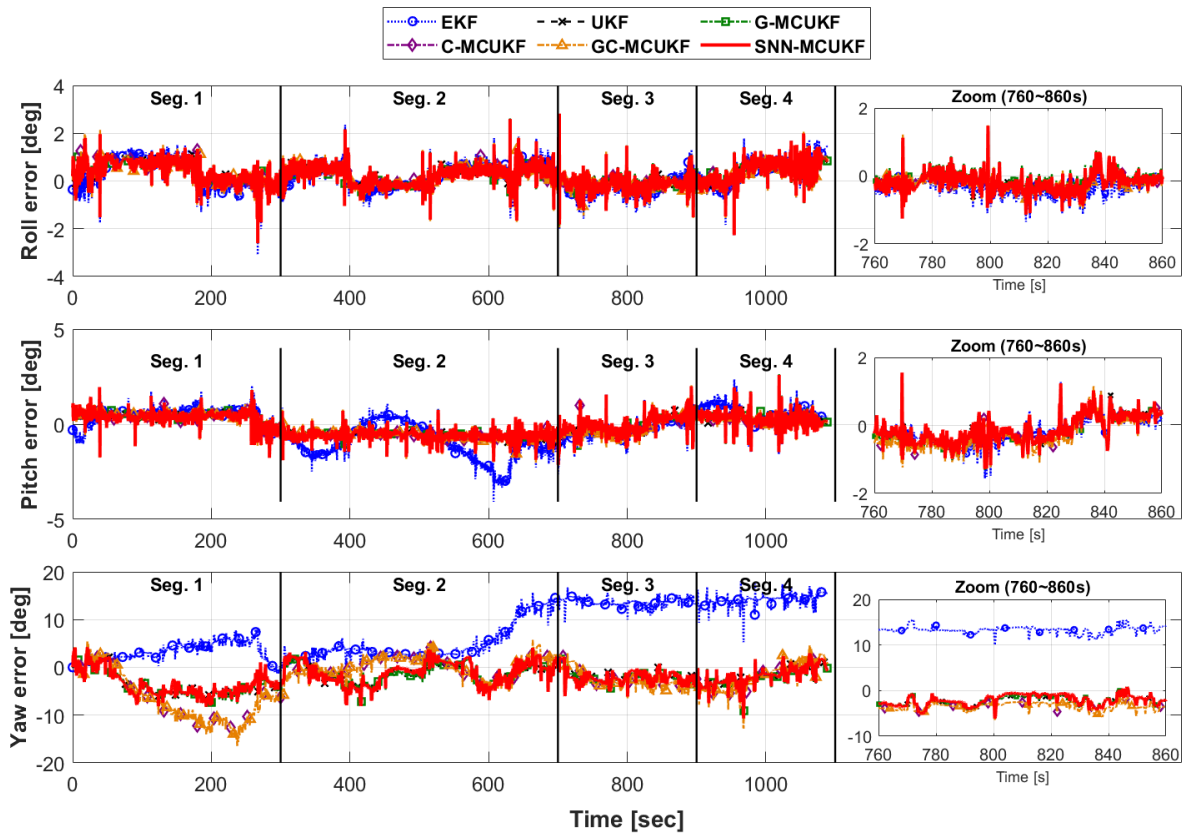 EKF UKF G-MCUKF
C-MCUKF GC-MCUKF SNN-MCUKF
Roll error [deg]
4
2
0
-2
-4
Seg. 1 Seg. 2 Seg. 3 Seg. 4
0 200 400 600 800 1000
Zoom (760~860s)
2
0
-2
760 780 800 820 840 860
Time [s]
Pitch error [deg]
5
0
-5
Seg. 1 Seg. 2 Seg. 3 Seg. 4
0 200 400 600 800 1000
Zoom (760~860s)
2
0
-2
760 780 800 820 840 860
Time [s]
Yaw error [deg]
20
10
0
-10
-20
Seg. 1 Seg. 2 Seg. 3 Seg. 4
0 200 400 600 800 1000
Zoom (760~860s)
20
10
0
-10
760 780 800 820 840 860
Time [s]
Time [sec]